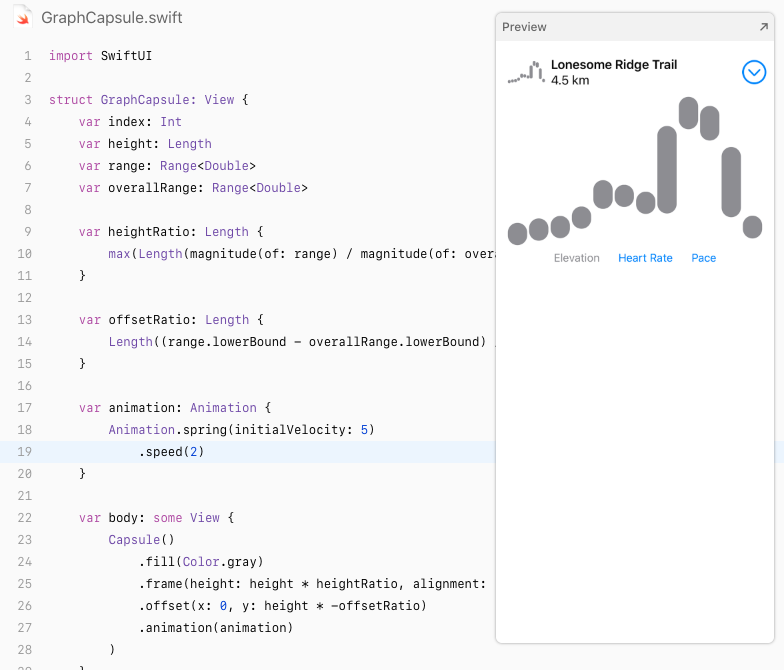 GraphCapsule.swift
1 import SwiftUI
2
3 struct GraphCapsule: View {
4 var index: Int
5 var height: Length
6 var range: Range<Double>
7 var overallRange: Range<Double>
8
9 var heightRatio: Length {
10 max(Length(magnitude(of: range) / magnitude(of: overa
11 }
12
13 var offsetRatio: Length {
14 Length((range.lowerBound - overallRange.lowerBound) /
15 }
16
17 var animation: Animation {
18 Animation.spring(initialVelocity: 5)
19 .speed(2)
20 }
21
22 var body: some View {
23 Capsule()
24 .fill(Color.gray)
25 .frame(height: height * heightRatio, alignment:
26 .offset(x: 0, y: height * -offsetRatio)
27 .animation(animation)
28 )
Preview
Lonesome Ridge Trail
4.5 km
Elevation Heart Rate Pace